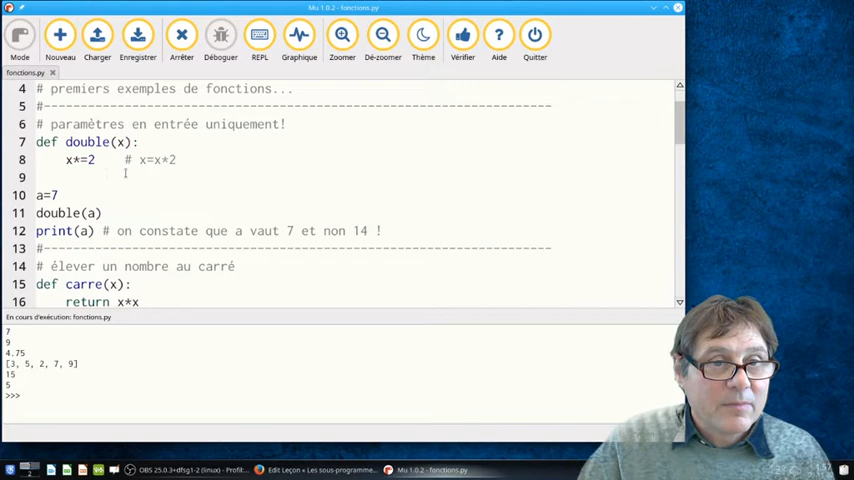 Mu 1.0.2 - fonctions.py
Mode Nouveau Charger Enregistrer Arrêter Déboguer REPL Graphique Zoomer Dé-zoomer Thème Vérifier Aide Quitter
fonctions.py
4 # premiers exemples de fonctions...
5 #----------------------------------------------------------------------
6 # paramètres en entrée uniquement!
7 def double(x):
8 x*=2 # x=x*2
9
10 a=7
11 double(a)
12 print(a) # on constate que a vaut 7 et non 14 !
13 #----------------------------------------------------------------------
14 # élever un nombre au carré
15 def carre(x):
16 return x*x
En cours d'exécution: fonctions.py
7
9
4.75
[3, 5, 2, 7, 9]
15
5
>>>
2 OBS 25.0.3+dfsg1-2 (linux) - Profil:... Edit Leçon « Les sous-programme... Mu 1.0.2 - fonctions.py 1:57